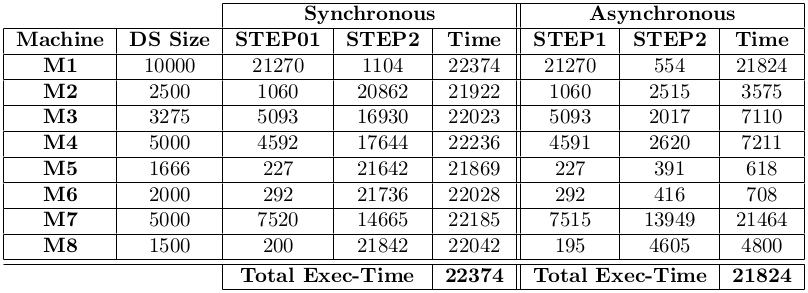 Synchronous Asynchronous
Machine DS Size STEP01 STEP2 Time STEP1 STEP2 Time
M1 10000 21270 1104 22374 21270 554 21824
M2 2500 1060 20862 21922 1060 2515 3575
M3 3275 5093 16930 22023 5093 2017 7110
M4 5000 4592 17644 22236 4591 2620 7211
M5 1666 227 21642 21869 227 391 618
M6 2000 292 21736 22028 292 416 708
M7 5000 7520 14665 22185 7515 13949 21464
M8 1500 200 21842 22042 195 4605 4800
Total Exec-Time 22374 Total Exec-Time 21824